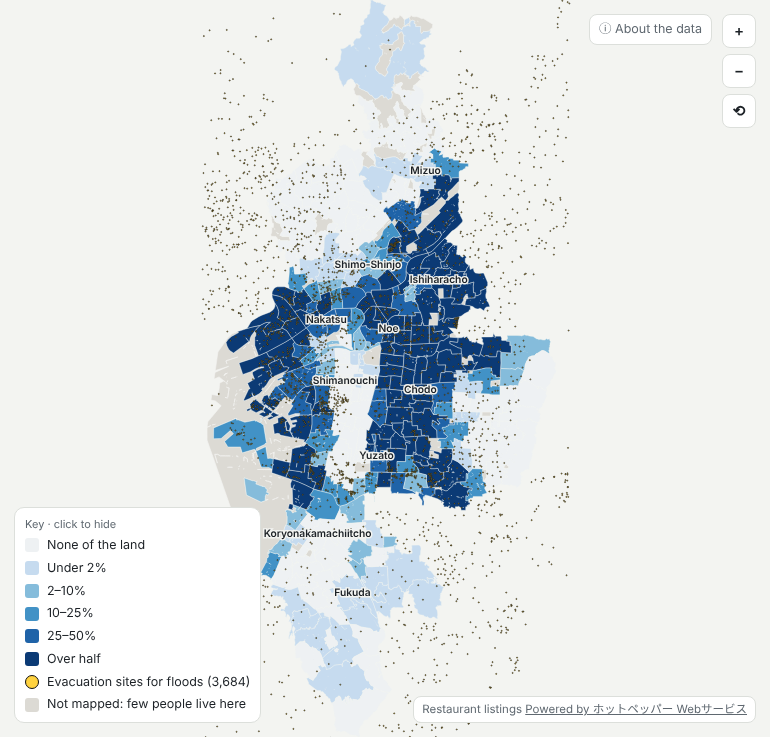 ⓘ About the data
+
−
⟲
Mizuo
Shimo-Shinjo
Ishiharacho
Nakatsu
Noe
Shimanouchi
Chodo
Yuzato
Koryonakamachiitcho
Fukuda
Key · click to hide
None of the land
Under 2%
2–10%
10–25%
25–50%
Over half
Evacuation sites for floods (3,684)
Not mapped: few people live here
Restaurant listings Powered by ホットペッパー Webサービス